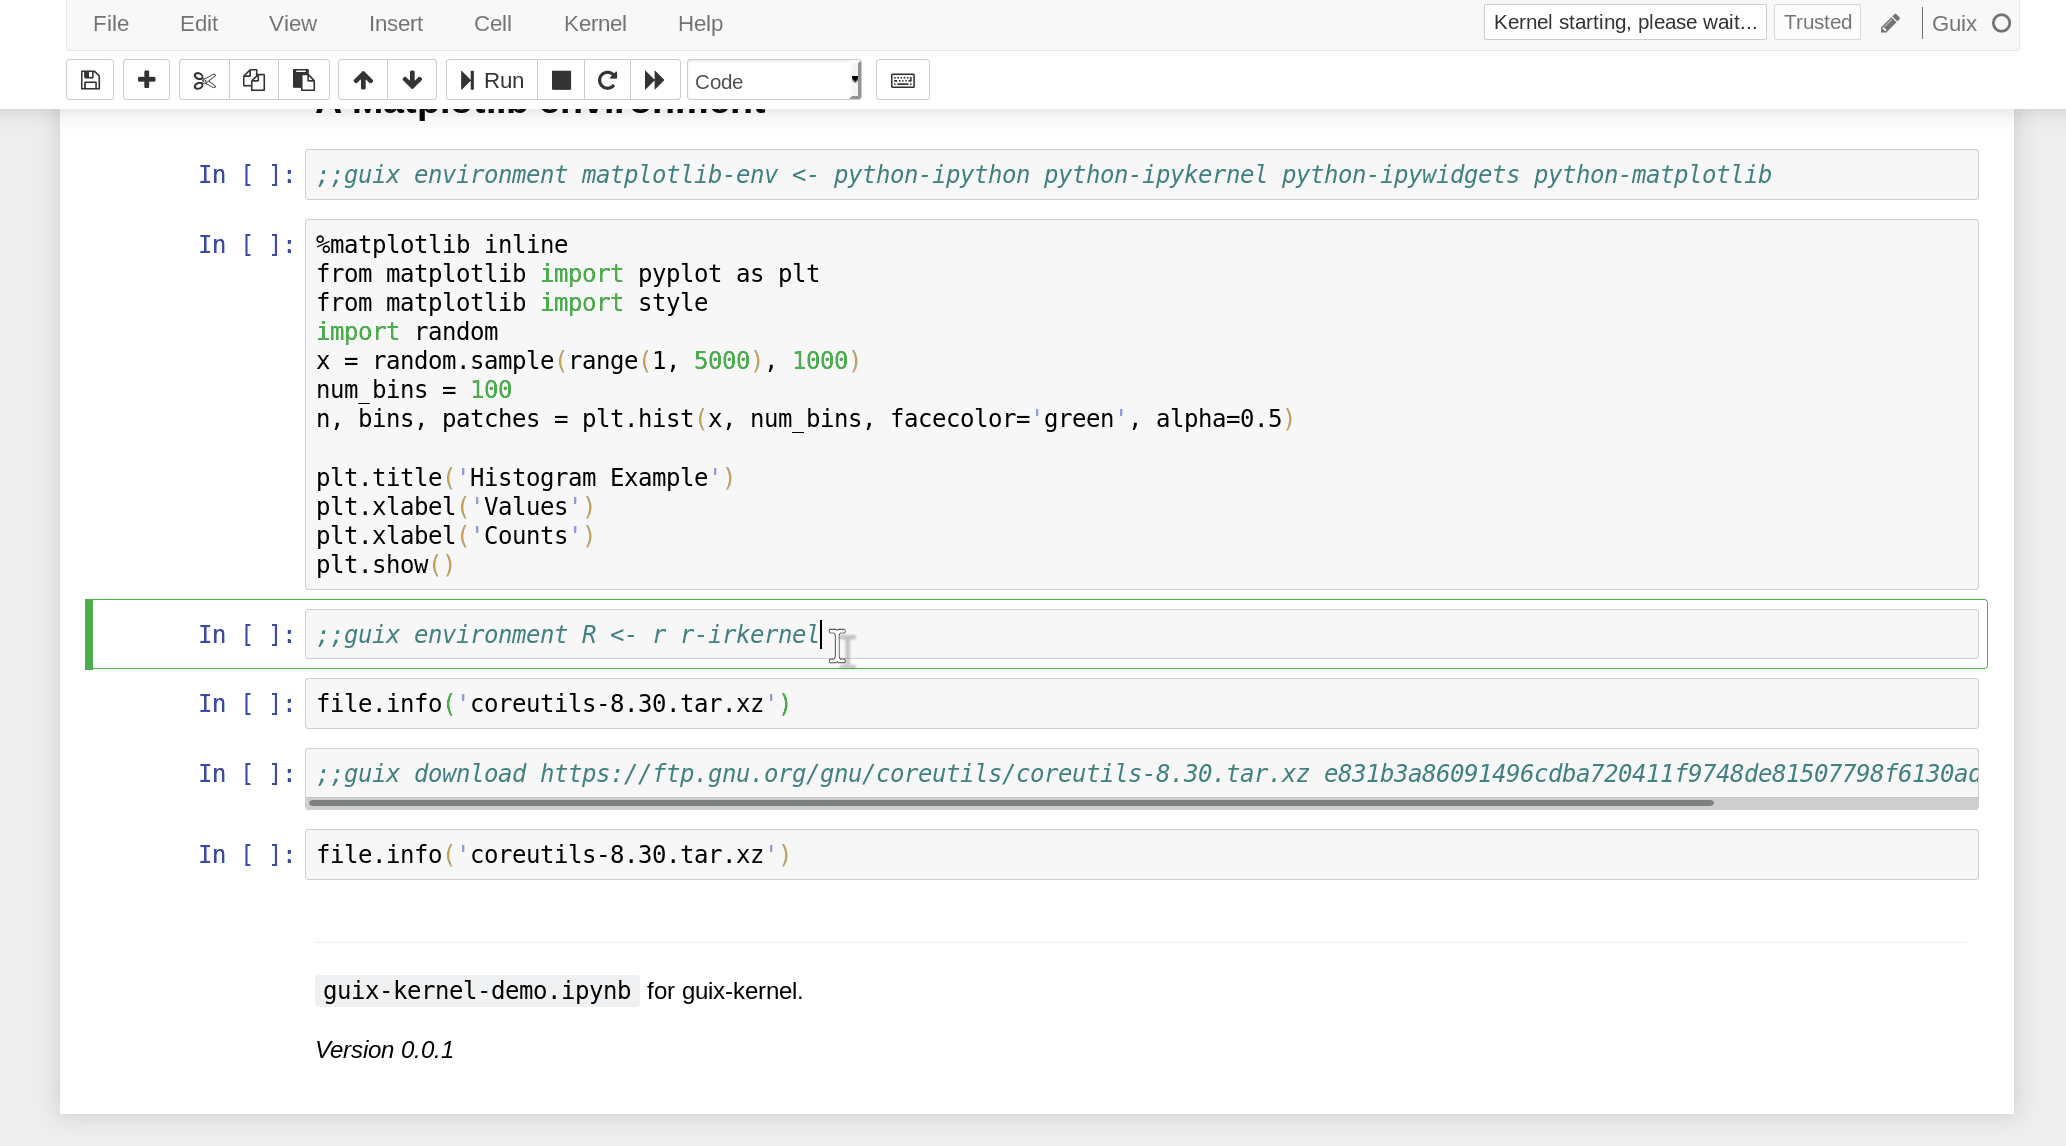 File Edit View Insert Cell Kernel Help Kernel starting, please wait... Trusted Guix
Run Code
A Matplotlib environment
In [ ]: ;;guix environment matplotlib-env <- python-ipython python-ipykernel python-ipywidgets python-matplotlib
In [ ]: %matplotlib inline
from matplotlib import pyplot as plt
from matplotlib import style
import random
x = random.sample(range(1, 5000), 1000)
num_bins = 100
n, bins, patches = plt.hist(x, num_bins, facecolor='green', alpha=0.5)
plt.title('Histogram Example')
plt.xlabel('Values')
plt.xlabel('Counts')
plt.show()
In [ ]: ;;guix environment R <- r r-irkernel
In [ ]: file.info('coreutils-8.30.tar.xz')
In [ ]: ;;guix download https://ftp.gnu.org/gnu/coreutils/coreutils-8.30.tar.xz e831b3a86091496cdba720411f9748de81507798f6130ad
In [ ]: file.info('coreutils-8.30.tar.xz')
guix-kernel-demo.ipynb for guix-kernel.
Version 0.0.1